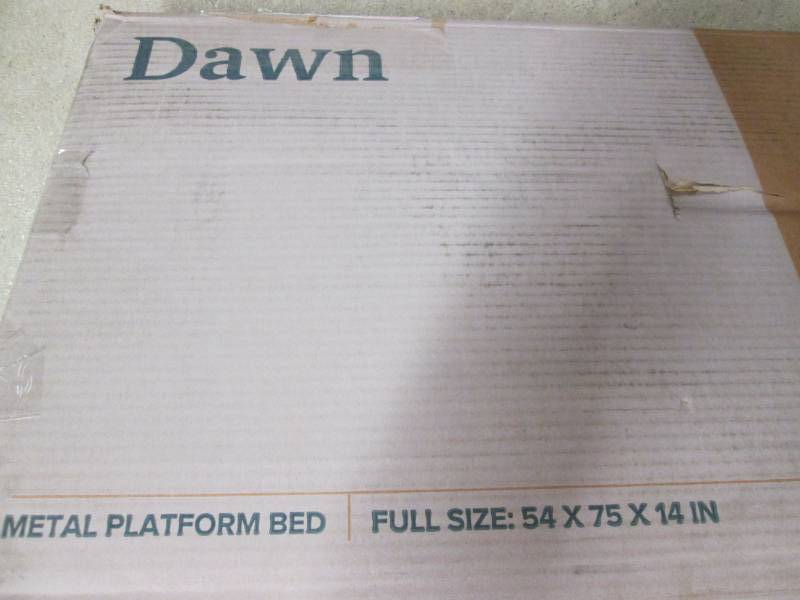 Dawn
METAL PLATFORM BED | FULL SIZE: 54 X 75 X 14 IN